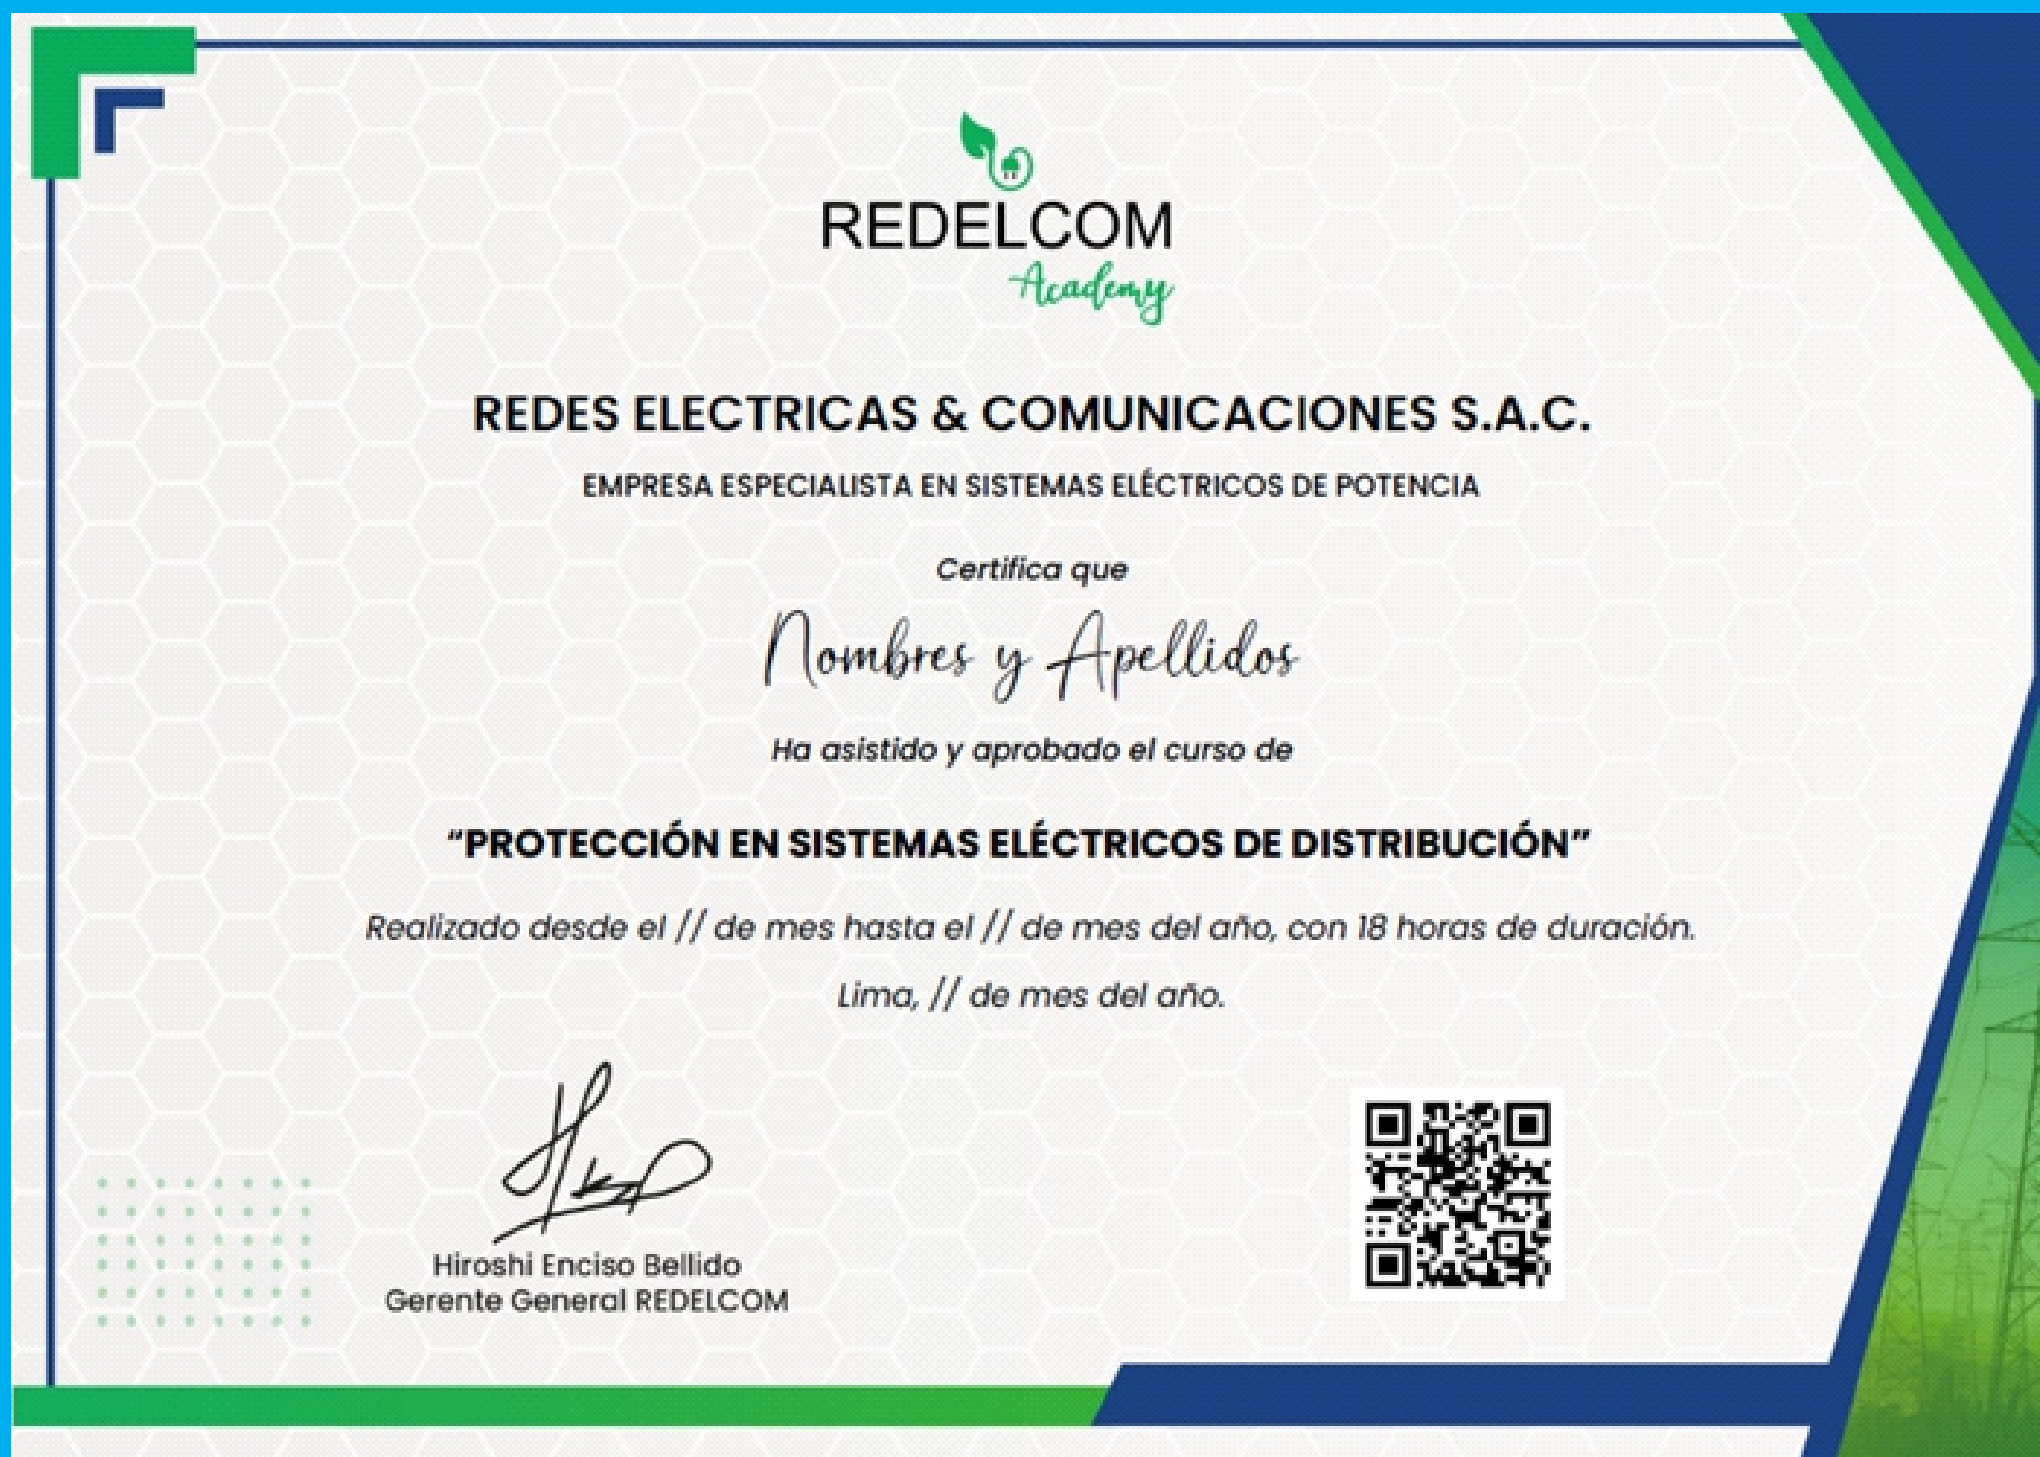 REDELCOM
Academy
REDES ELECTRICAS & COMUNICACIONES S.A.C.
EMPRESA ESPECIALISTA EN SISTEMAS ELÉCTRICOS DE POTENCIA
Certifica que
Nombres y Apellidos
Ha asistido y aprobado el curso de
“PROTECCIÓN EN SISTEMAS ELÉCTRICOS DE DISTRIBUCIÓN”
Realizado desde el // de mes hasta el // de mes del año, con 18 horas de duración.
Lima, // de mes del año.
Hiroshi Enciso Bellido
Gerente General REDELCOM